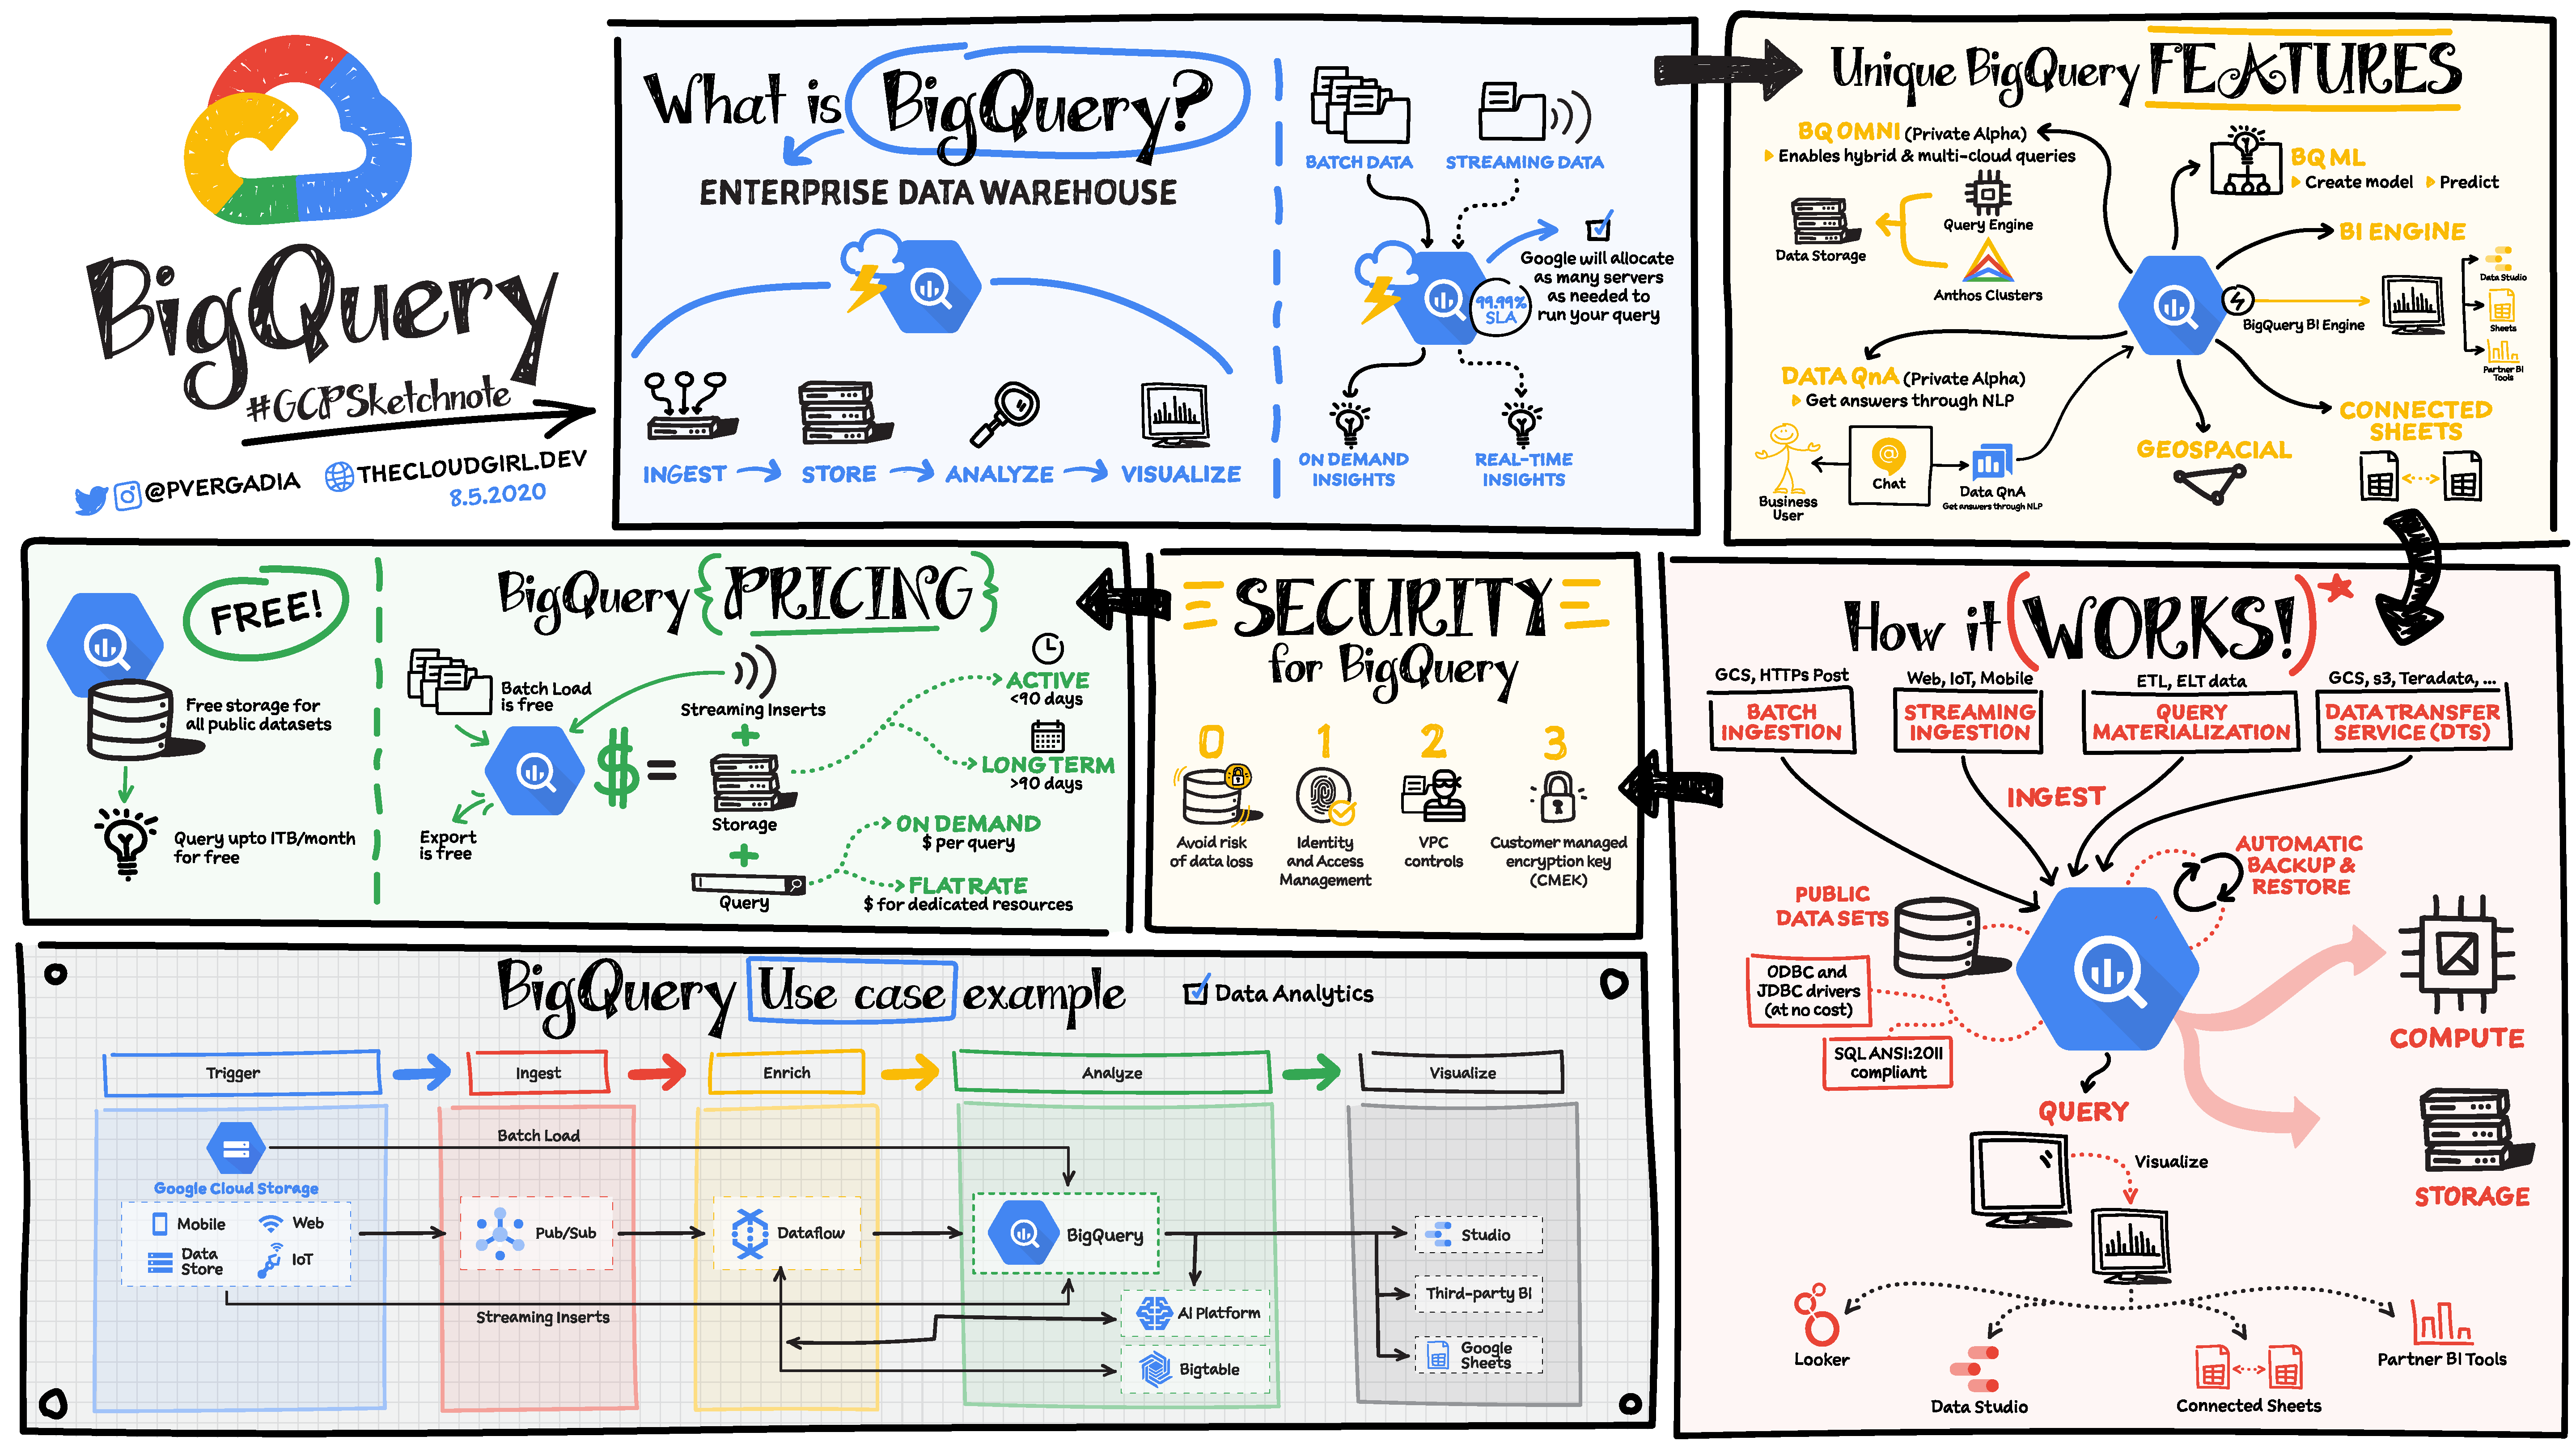 BigQuery
#GCPSketchnote
@PVERGADIA
THECLOUDGIRL.DEV
8.5.2020
What is BigQuery?
ENTERPRISE DATA WAREHOUSE
INGEST
STORE
ANALYZE
VISUALIZE
BATCH DATA
STREAMING DATA
99.99%
SLA
Google will allocate
as many servers
as needed to
run your query
ON DEMAND
INSIGHTS
REAL-TIME
INSIGHTS
Unique BigQuery FEATURES
BQ OMNI (Private Alpha)
Enables hybrid & multi-cloud queries
Data Storage
Query Engine
Anthos Clusters
BQ ML
Create model
Predict
BI ENGINE
BigQuery BI Engine
Data Studio
Sheets
Partner BI
Tools
DATA QnA (Private Alpha)
Get answers through NLP
Business
User
Chat
Data QnA
Get answers through NLP
GEOSPACIAL
CONNECTED
SHEETS
FREE!
Free storage for
all public datasets
Query upto 1TB/month
for free
BigQuery {PRICING}
Batch Load
is free
Export
is free
$ =
Streaming Inserts
+
Storage
+
Query
ACTIVE
<90 days
LONG TERM
>90 days
ON DEMAND
$ per query
FLAT RATE
$ for dedicated resources
SECURITY
for BigQuery
0
Avoid risk
of data loss
1
Identity
and Access
Management
2
VPC
controls
3
Customer managed
encryption key
(CMEK)
How it (WORKS!)*
GCS, HTTPs Post
BATCH
INGESTION
Web, IoT, Mobile
STREAMING
INGESTION
ETL, ELT data
QUERY
MATERIALIZATION
GCS, s3, Teradata, ...
DATA TRANSFER
SERVICE (DTS)
INGEST
AUTOMATIC
BACKUP &
RESTORE
PUBLIC
DATA SETS
ODBC and
JDBC drivers
(at no cost)
SQL ANSI:2011
compliant
COMPUTE
STORAGE
QUERY
Visualize
Looker
Data Studio
Connected Sheets
Partner BI Tools
BigQuery Use case example
Data Analytics
Trigger
Ingest
Enrich
Analyze
Visualize
Batch Load
Google Cloud Storage
Mobile
Web
Data
Store
IoT
Pub/Sub
Dataflow
BigQuery
Streaming Inserts
AI Platform
Bigtable
Studio
Third-party BI
Google
Sheets